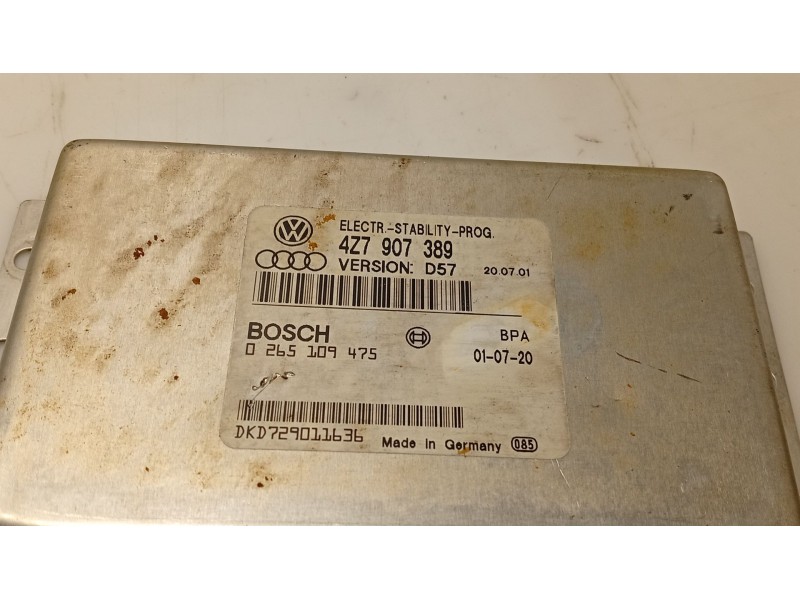 ELECTR.-STABILITY-PROG.
4Z7 907 389
VERSION: D57 20.07.01
BOSCH BPA
0 265 109 475 01-07-20
DKD729011636 Made in Germany 085